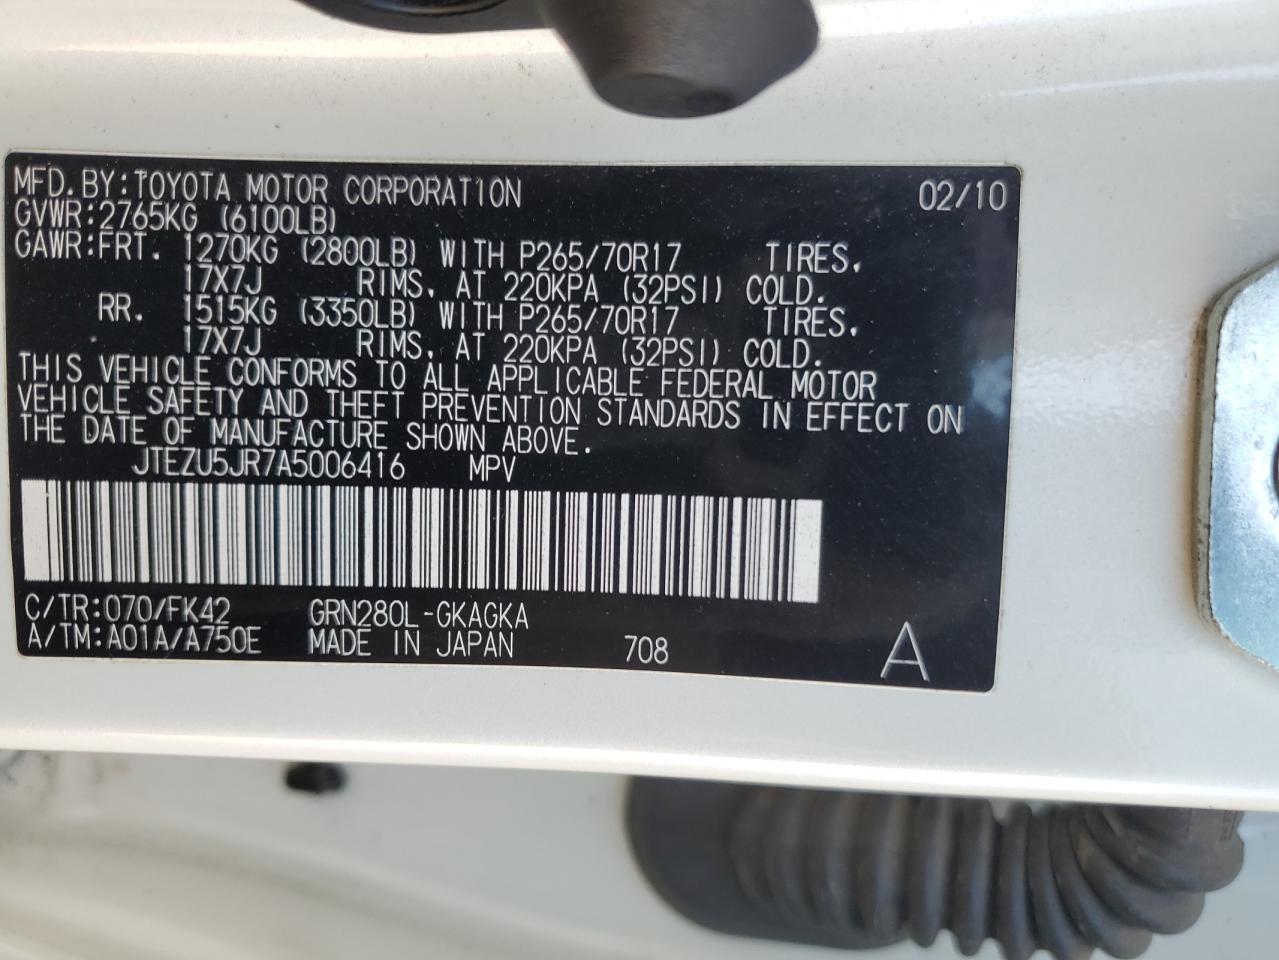 MFD.BY:TOYOTA MOTOR CORPORATION 02/10
GVWR:2765KG (6100LB)
GAWR:FRT. 1270KG (2800LB) WITH P265/70R17 TIRES,
17X7J RIMS, AT 220KPA (32PSI) COLD.
RR. 1515KG (3350LB) WITH P265/70R17 TIRES,
17X7J RIMS, AT 220KPA (32PSI) COLD.
THIS VEHICLE CONFORMS TO ALL APPLICABLE FEDERAL MOTOR
VEHICLE SAFETY AND THEFT PREVENTION STANDARDS IN EFFECT ON
THE DATE OF MANUFACTURE SHOWN ABOVE.
JTEZU5JR7A5006416 MPV
C/TR:070/FK42 GRN280L-GKAGKA
A/TM:A01A/A750E MADE IN JAPAN 708 A